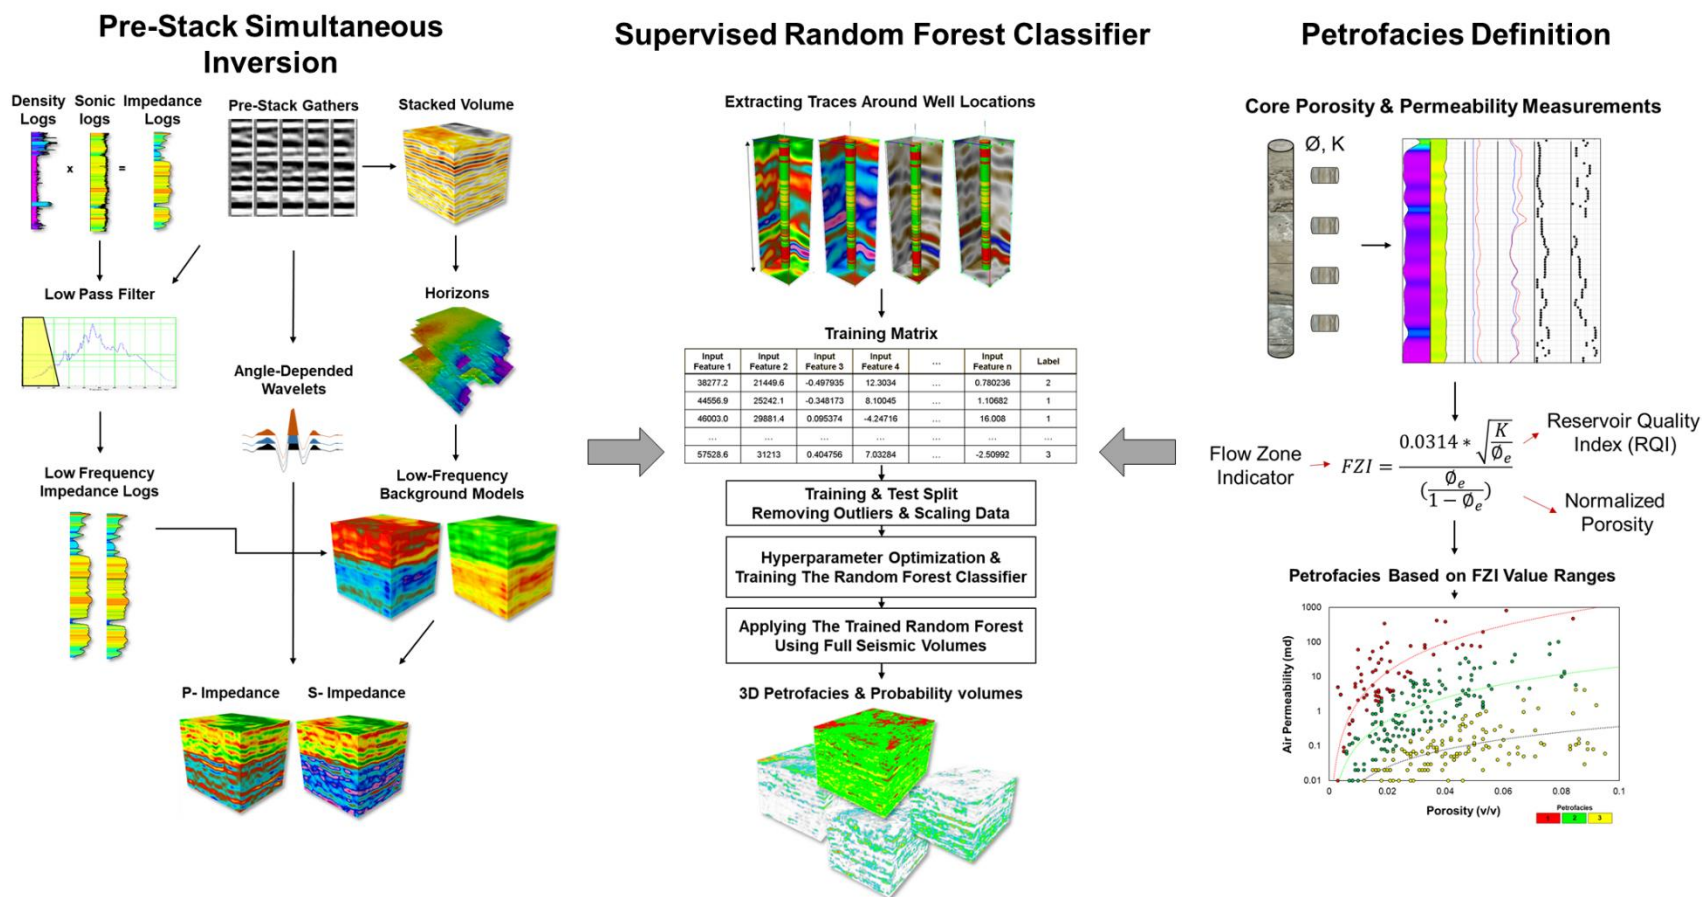 Pre-Stack Simultaneous
Inversion
Density
Logs
Sonic
logs
Impedance
Logs
x
=
Pre-Stack Gathers
Stacked Volume
Low Pass Filter
Horizons
Angle-Depended
Wavelets
Low Frequency
Impedance Logs
Low-Frequency
Background Models
P- Impedance
S- Impedance
Supervised Random Forest Classifier
Extracting Traces Around Well Locations
Training Matrix
Input Feature 1 Input Feature 2 Input Feature 3 Input Feature 4 ... Input Feature n Label
38277.2 21449.6 -0.497935 12.3034 ... 0.780236 2
44556.9 25242.1 -0.348173 8.10045 ... 1.10682 1
46003.0 29881.4 0.095374 -4.24716 ... 16.008 1
... ... ... ... ... ... ...
57528.6 31213 0.404756 7.03284 ... -2.50992 3
Training & Test Split
Removing Outliers & Scaling Data
Hyperparameter Optimization &
Training The Random Forest Classifier
Applying The Trained Random Forest
Using Full Seismic Volumes
3D Petrofacies & Probability volumes
Petrofacies Definition
Core Porosity & Permeability Measurements
Ø, K
Flow Zone
Indicator
FZI = 0.0314 * √(K/Ø_e) / (Ø_e / (1 - Ø_e))
Reservoir Quality
Index (RQI)
Normalized
Porosity
Petrofacies Based on FZI Value Ranges
Air Permeability (md)
1000
100
10
1
0.1
0.01
0 0.02 0.04 0.06 0.08 0.1
Porosity (v/v)
Petrofacies
1 2 3